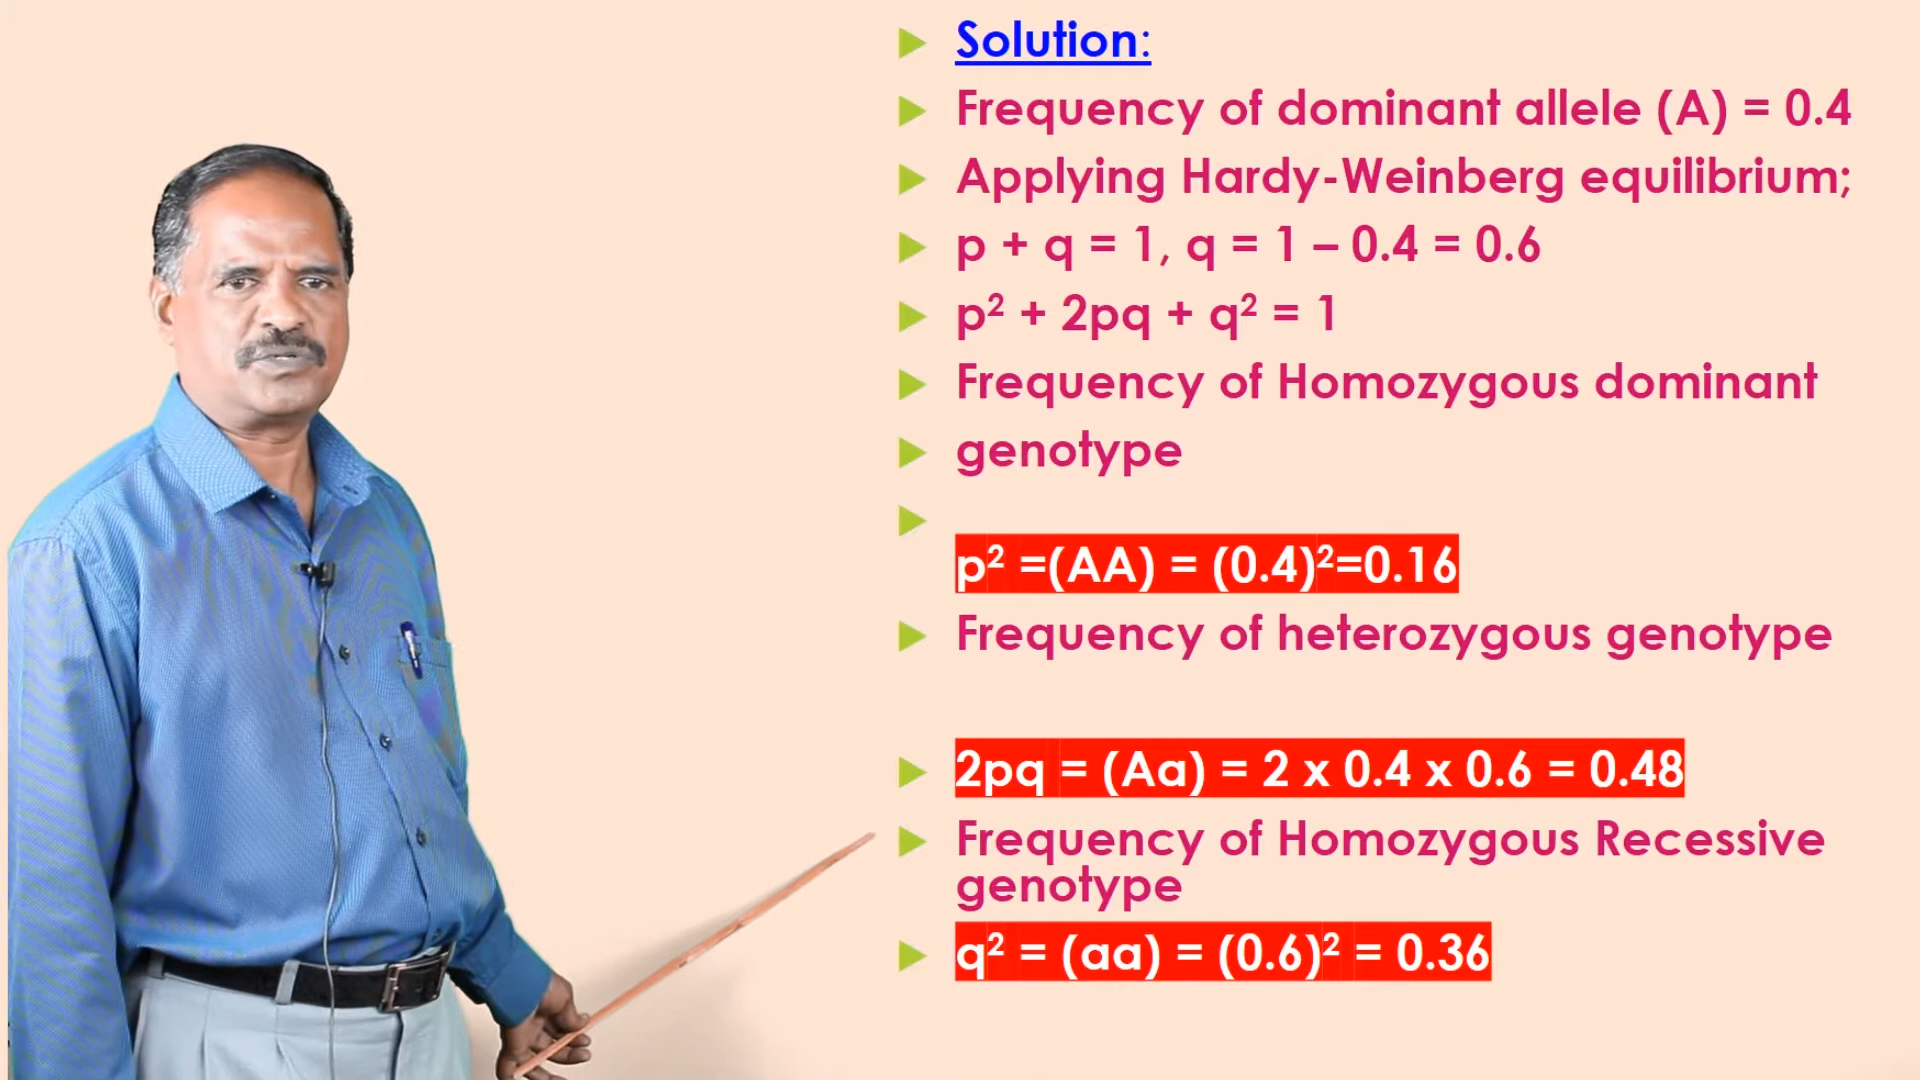 Solution:
Frequency of dominant allele (A) = 0.4
Applying Hardy-Weinberg equilibrium;
p + q = 1, q = 1 – 0.4 = 0.6
p² + 2pq + q² = 1
Frequency of Homozygous dominant
genotype
p² =(AA) = (0.4)²=0.16
Frequency of heterozygous genotype
2pq = (Aa) = 2 x 0.4 x 0.6 = 0.48
Frequency of Homozygous Recessive
genotype
q² = (aa) = (0.6)² = 0.36